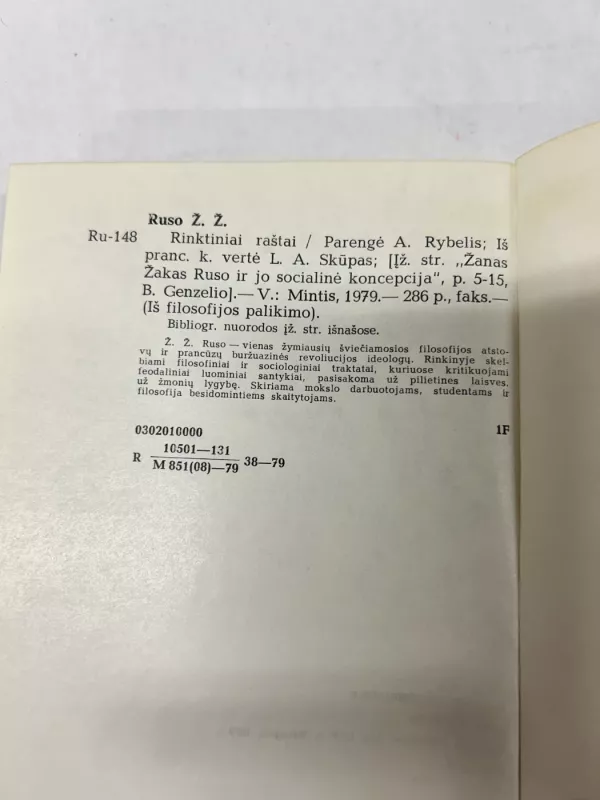 Ruso Ž. Ž.
Ru-148 Rinktiniai raštai / Parengė A. Rybelis; Iš
pranc. k. vertė L. A. Skūpas; [Įž. str. „Žanas
Žakas Ruso ir jo socialinė koncepcija“, p. 5-15,
B. Genzelio].— V.: Mintis, 1979.— 286 p., faks.—
(Iš filosofijos palikimo).
Bibliogr. nuorodos įž. str. išnašose.
Ž. Ž. Ruso — vienas žymiausių šviečiamosios filosofijos atsto-
vų ir prancūzų buržuazinės revoliucijos ideologų. Rinkinyje skel-
biami filosofiniai ir sociologiniai traktatai, kuriuose kritikuojami
feodaliniai luominiai santykiai, pasisakoma už pilietines laisves,
už žmonių lygybę. Skiriama mokslo darbuotojams, studentams ir
filosofija besidomintiems skaitytojams.
0302010000 1F
10501—131
R 38—79
M 851(08)—79